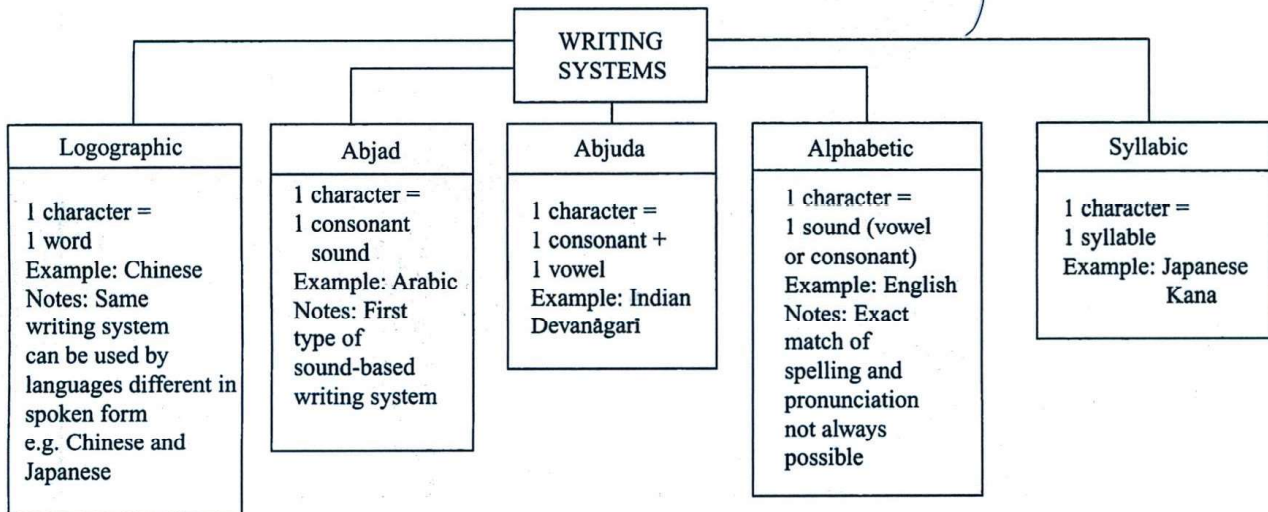 WRITING
SYSTEMS
Logographic
1 character =
1 word
Example: Chinese
Notes: Same
writing system
can be used by
languages different in
spoken form
e.g. Chinese and
Japanese
Abjad
1 character =
1 consonant
sound
Example: Arabic
Notes: First
type of
sound-based
writing system
Abjuda
1 character =
1 consonant +
1 vowel
Example: Indian
Devanāgarī
Alphabetic
1 character =
1 sound (vowel
or consonant)
Example: English
Notes: Exact
match of
spelling and
pronunciation
not always
possible
Syllabic
1 character =
1 syllable
Example: Japanese
Kana